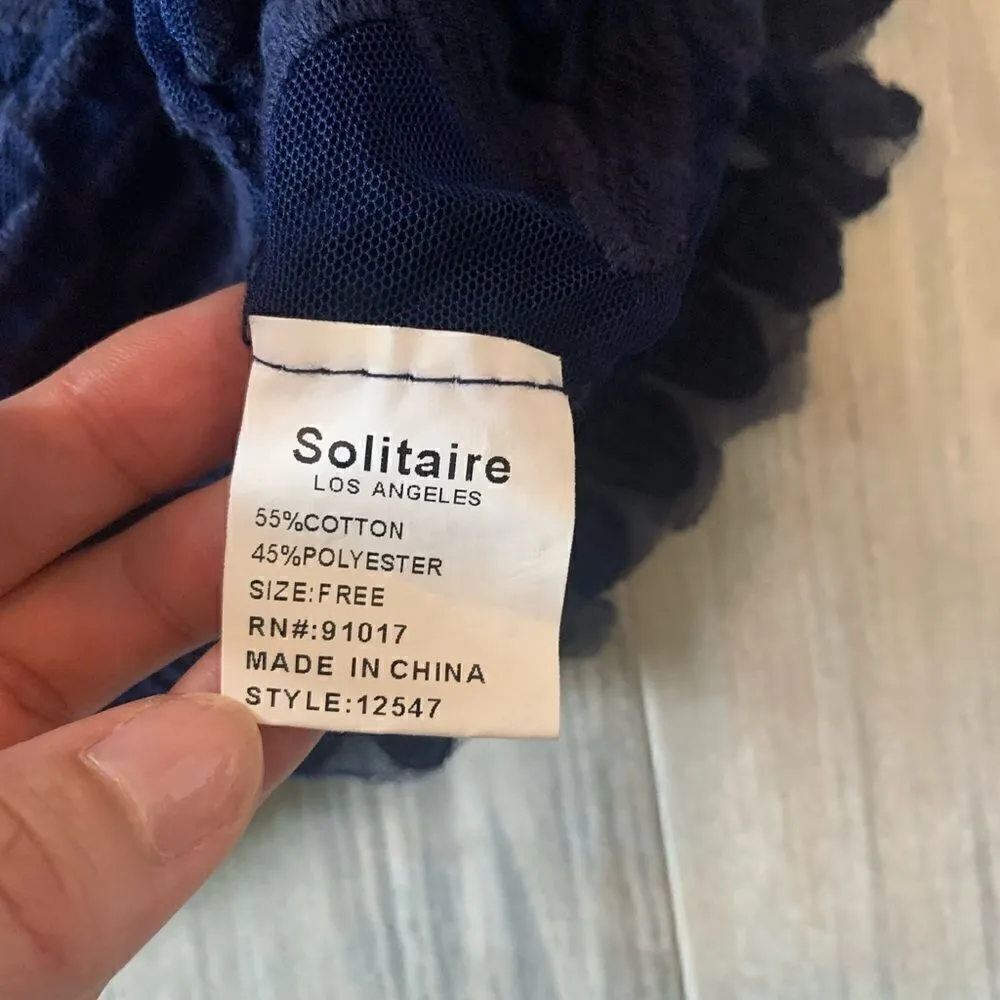 Solitaire
LOS ANGELES
55%COTTON
45%POLYESTER
SIZE:FREE
RN#:91017
MADE IN CHINA
STYLE:12547